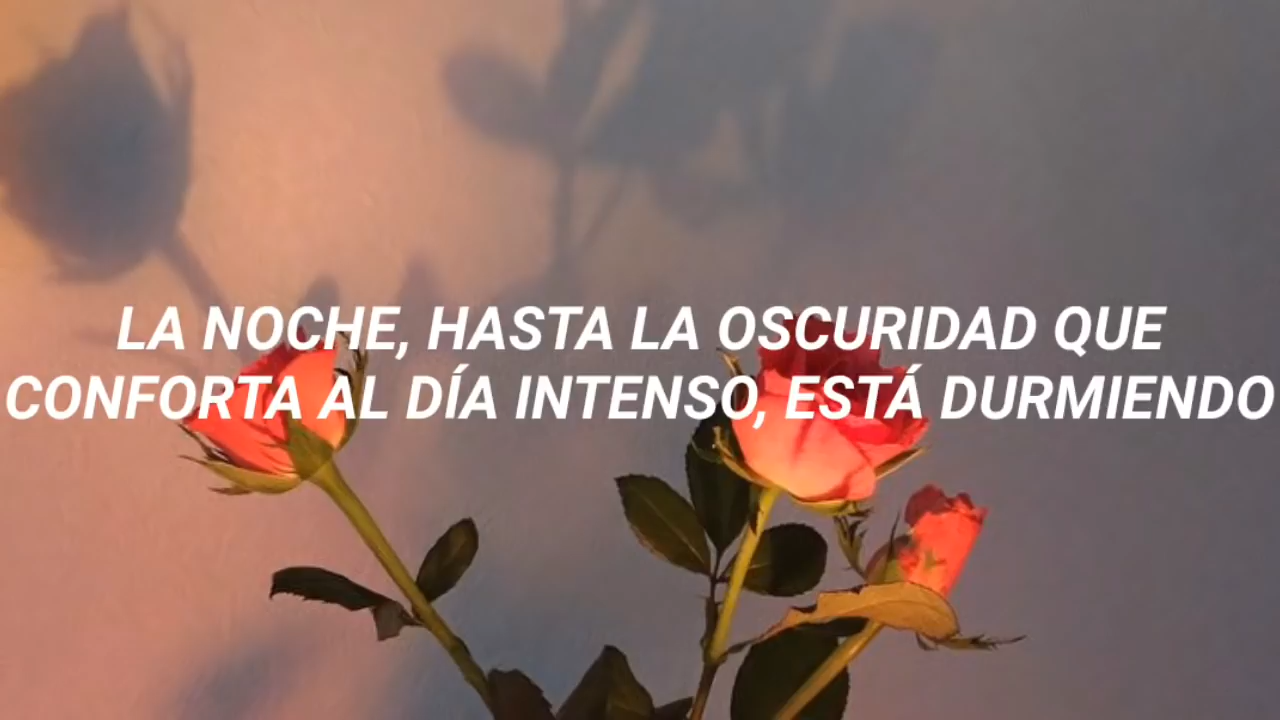 LA NOCHE, HASTA LA OSCURIDAD QUE
CONFORTA AL DÍA INTENSO, ESTÁ DURMIENDO